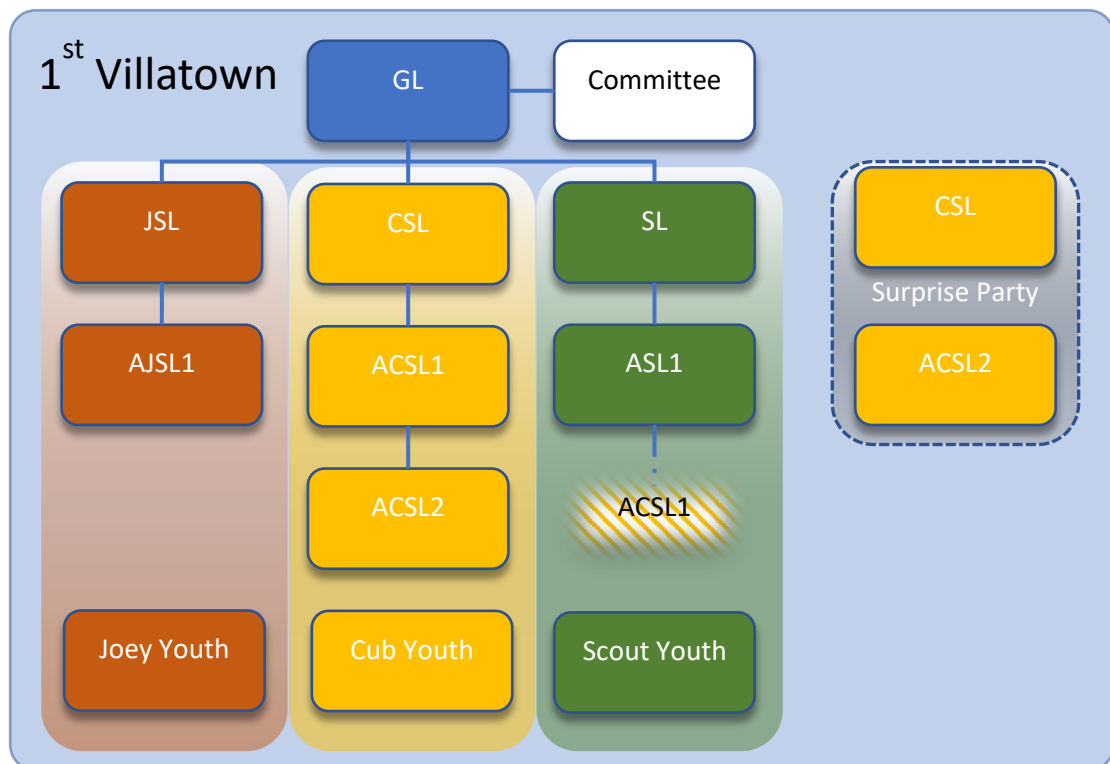 1st Villatown
GL
Committee
JSL
CSL
SL
CSL
Surprise Party
AJSL1
ACSL1
ASL1
ACSL2
ACSL2
ACSL1
Joey Youth
Cub Youth
Scout Youth